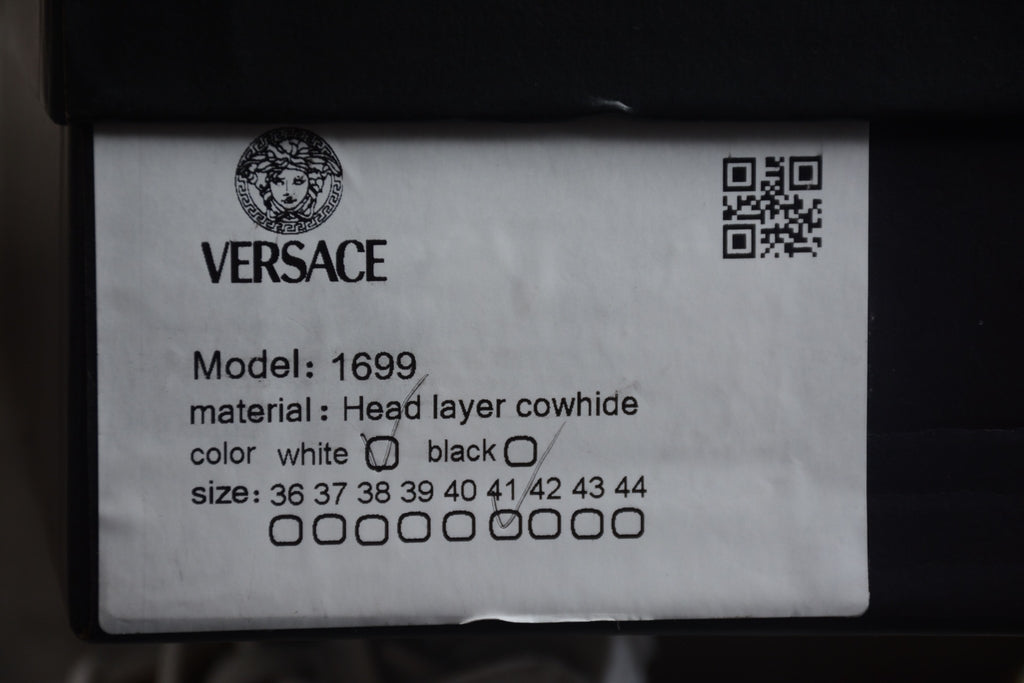 VERSACE
Model: 1699
material: Head layer cowhide
color white black
size: 36 37 38 39 40 41 42 43 44